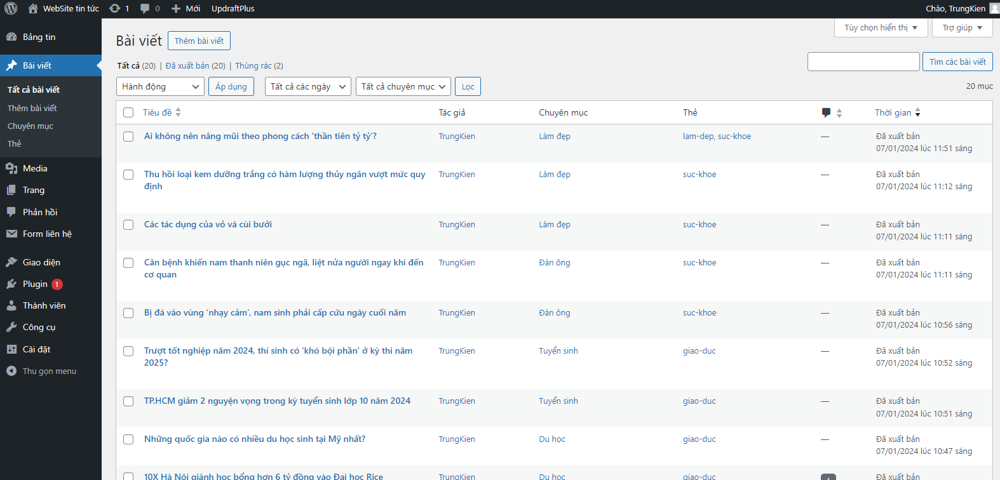 WebSite tin tức 1 0 Mới UpdraftPlus Chào, TrungKien
Bảng tin
Bài viết
Tất cả bài viết
Thêm bài viết
Chuyên mục
Thẻ
Media
Trang
Phản hồi
Form liên hệ
Giao diện
Plugin 1
Thành viên
Công cụ
Cài đặt
Thu gọn menu
Tùy chọn hiển thị Trợ giúp
Bài viết Thêm bài viết
Tất cả (20) | Đã xuất bản (20) | Thùng rác (2)
Tìm các bài viết
Hành động Áp dụng Tất cả các ngày Tất cả chuyên mục Lọc 20 mục
Tiêu đề Tác giả Chuyên mục Thẻ Thời gian
Ai không nên nâng mũi theo phong cách ‘thần tiên tỷ tỷ’? TrungKien Làm đẹp lam-dep, suc-khoe — Đã xuất bản
07/01/2024 lúc 11:51 sáng
Thu hồi loại kem dưỡng trắng có hàm lượng thủy ngân vượt mức quy TrungKien Làm đẹp suc-khoe — Đã xuất bản
định 07/01/2024 lúc 11:12 sáng
Các tác dụng của vỏ và cùi bưởi TrungKien Làm đẹp suc-khoe — Đã xuất bản
07/01/2024 lúc 11:11 sáng
Căn bệnh khiến nam thanh niên gục ngã, liệt nửa người ngay khi đến TrungKien Đàn ông suc-khoe — Đã xuất bản
cơ quan 07/01/2024 lúc 11:11 sáng
Bị đá vào vùng ‘nhạy cảm’, nam sinh phải cấp cứu ngày cuối năm TrungKien Đàn ông suc-khoe — Đã xuất bản
07/01/2024 lúc 10:56 sáng
Trượt tốt nghiệp năm 2024, thí sinh có ‘khó bội phần’ ở kỳ thi năm TrungKien Tuyển sinh giao-duc — Đã xuất bản
2025? 07/01/2024 lúc 10:52 sáng
TP.HCM giảm 2 nguyện vọng trong kỳ tuyển sinh lớp 10 năm 2024 TrungKien Tuyển sinh giao-duc — Đã xuất bản
07/01/2024 lúc 10:51 sáng
Những quốc gia nào có nhiều du học sinh tại Mỹ nhất? TrungKien Du học giao-duc — Đã xuất bản
07/01/2024 lúc 10:47 sáng
10X Hà Nội giành học bổng hơn 6 tỷ đồng vào Đại học Rice TrungKien Du học giao-duc 1 Đã xuất bản